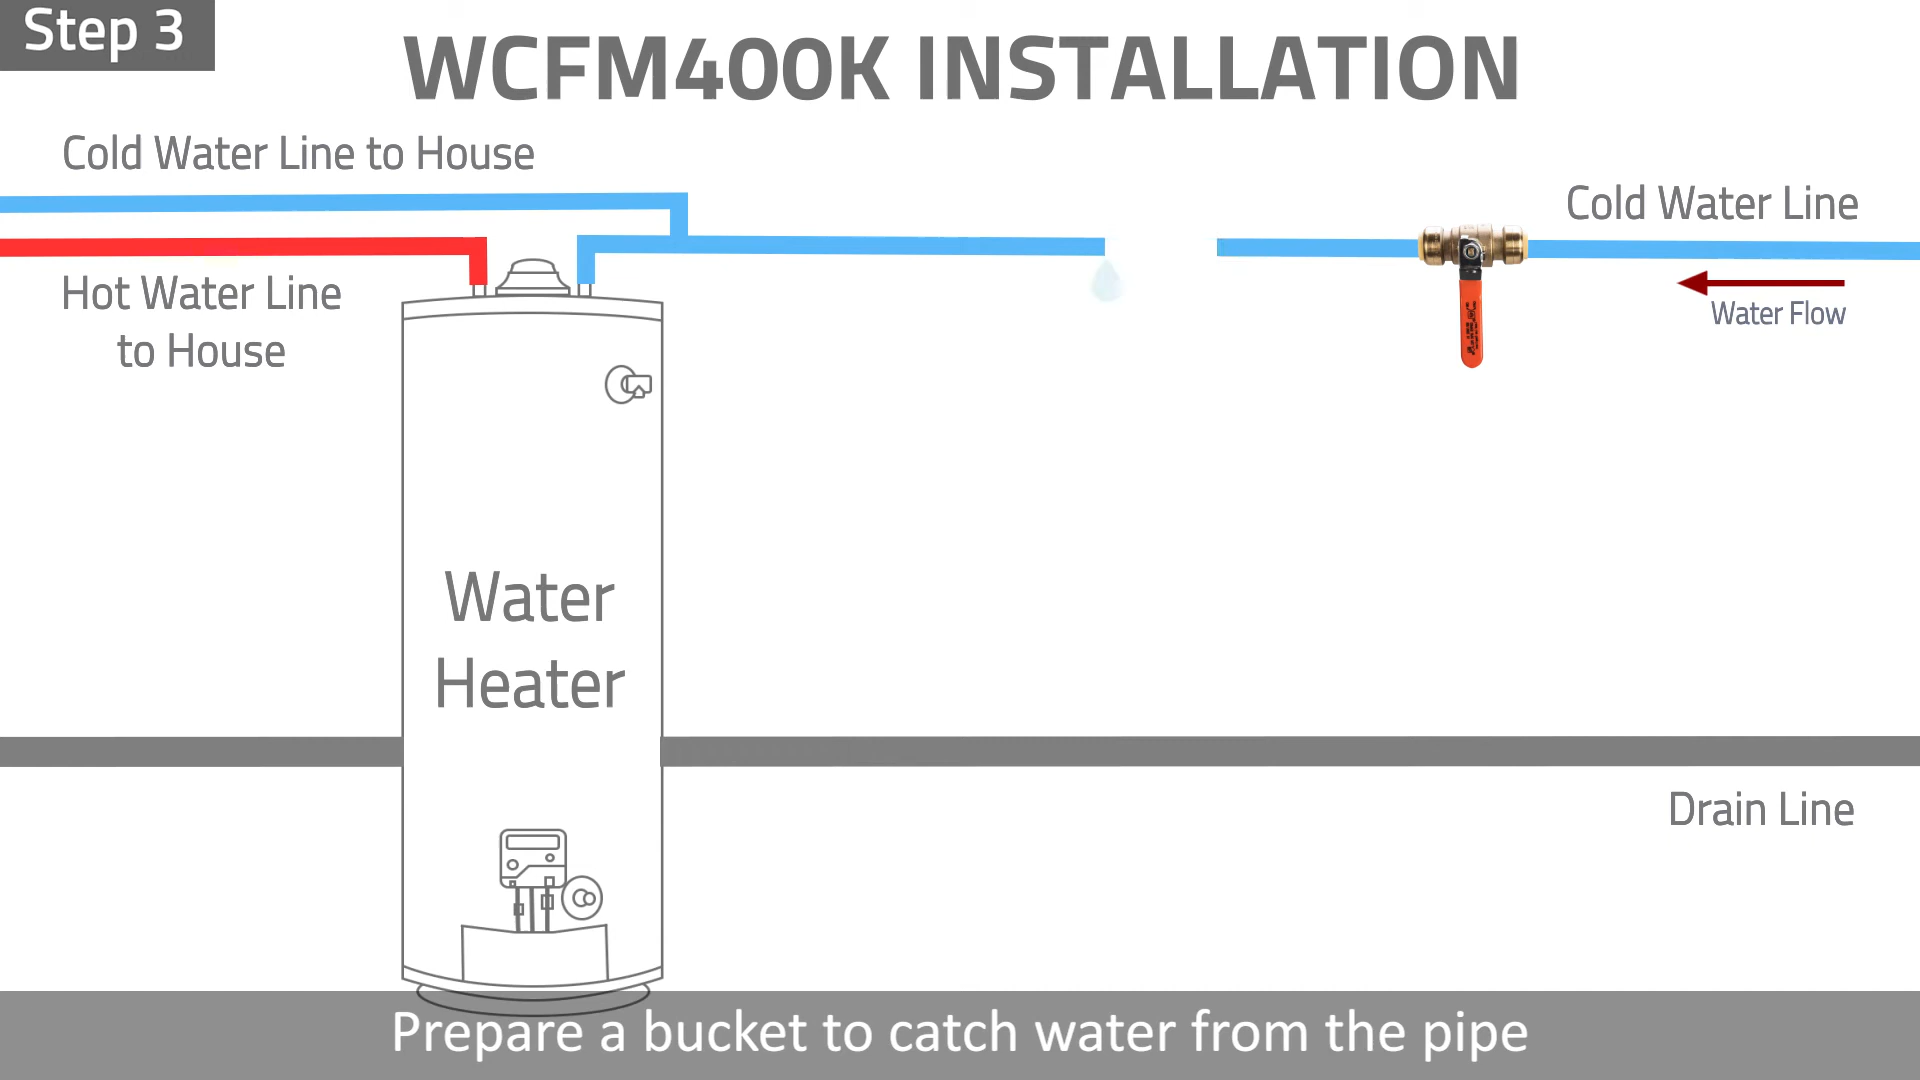 Step 3
WCFM400K INSTALLATION
Cold Water Line to House
Cold Water Line
Hot Water Line
to House
Water Flow
Water
Heater
Drain Line
Prepare a bucket to catch water from the pipe